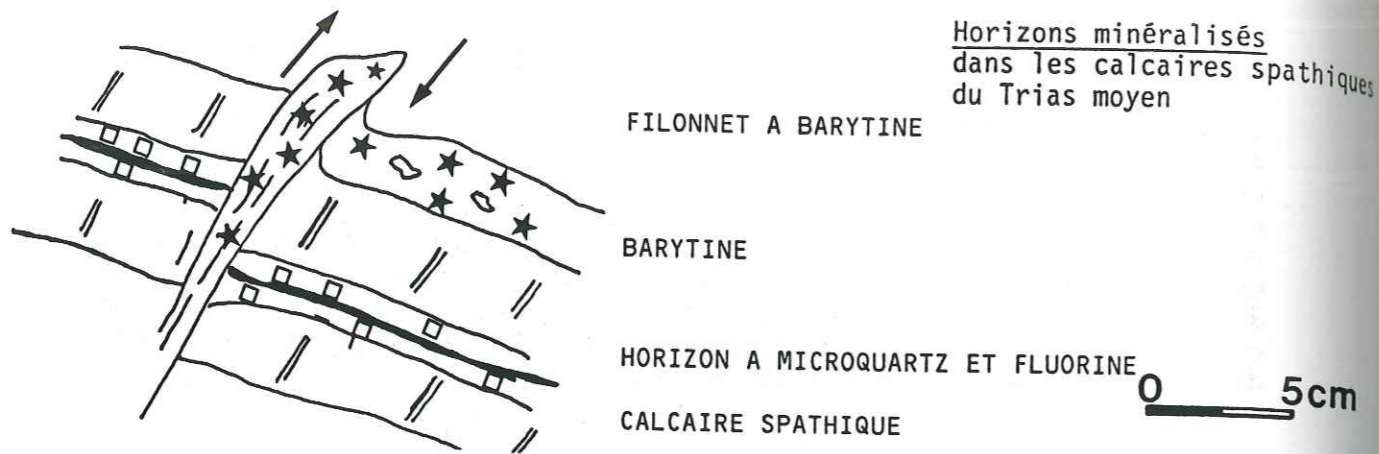 Horizons minéralisés
dans les calcaires spathiques
du Trias moyen
FILONNET A BARYTINE
BARYTINE
HORIZON A MICROQUARTZ ET FLUORINE
CALCAIRE SPATHIQUE
0 5cm